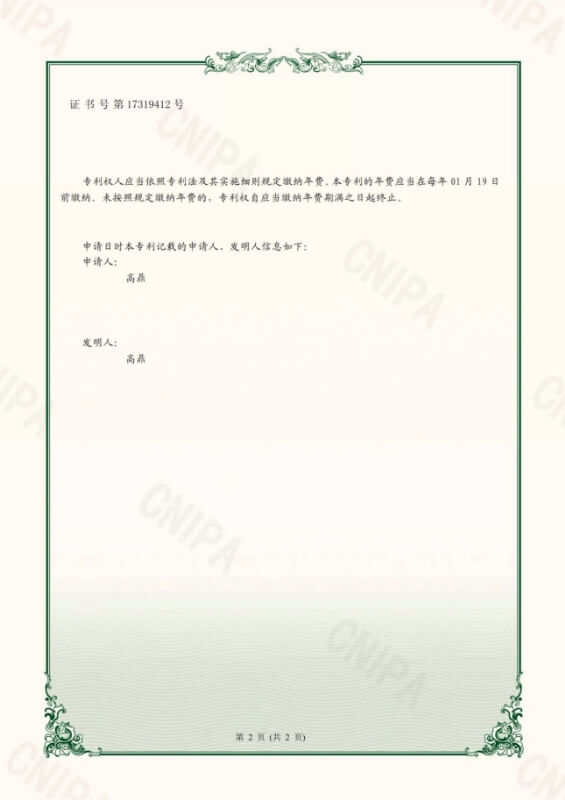 证书号第17319412号
专利权人应当依照专利法及其实施细则规定缴纳年费。本专利的年费应当在每年01月19日
前缴纳。未按照规定缴纳年费的，专利权自应当缴纳年费期满之日起终止。
申请日时本专利记载的申请人、发明人信息如下：
申请人：
高鼎
发明人：
高鼎
第 2 页 (共 2 页)
CNIPA
CNIPA
CNIPA
CNIPA
CNIPA
CNIPA
CNIPA